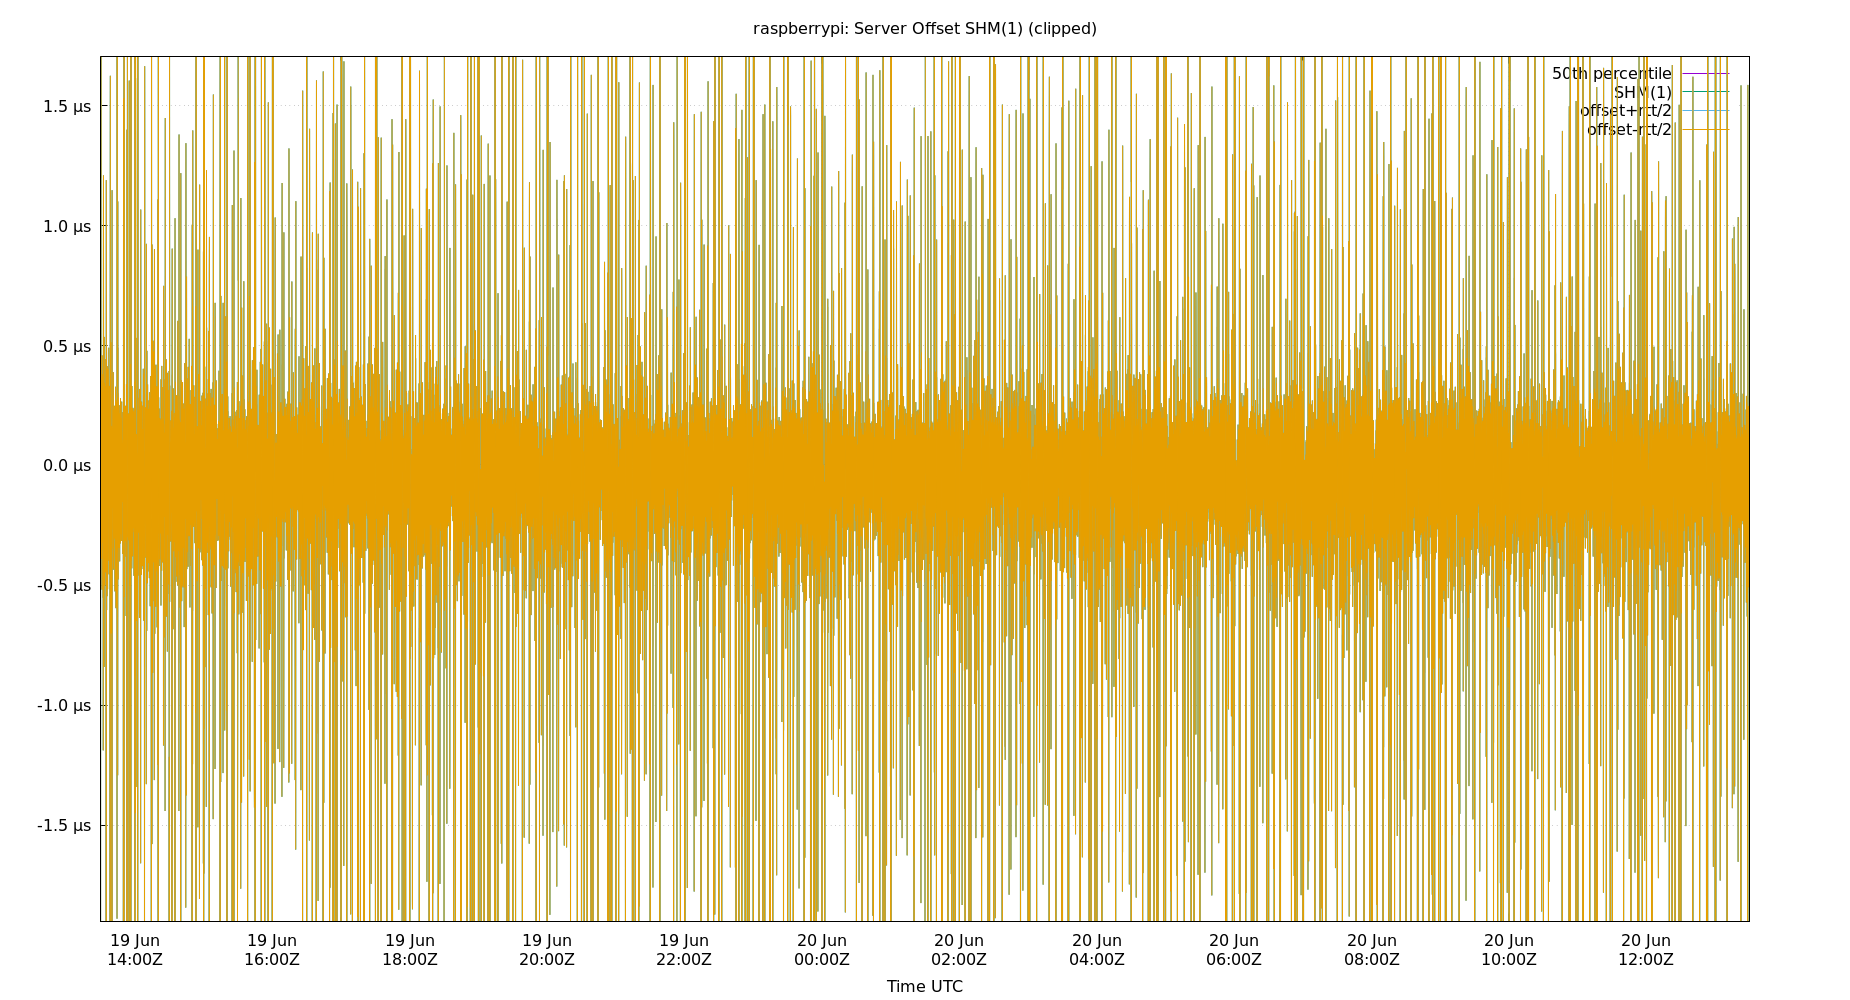 raspberrypi: Server Offset SHM(1) (clipped)
50th percentile
SHM(1)
offset+rtt/2
offset-rtt/2
1.5 µs
1.0 µs
0.5 µs
0.0 µs
-0.5 µs
-1.0 µs
-1.5 µs
19 Jun 19 Jun 19 Jun 19 Jun 19 Jun 20 Jun 20 Jun 20 Jun 20 Jun 20 Jun 20 Jun 20 Jun
14:00Z 16:00Z 18:00Z 20:00Z 22:00Z 00:00Z 02:00Z 04:00Z 06:00Z 08:00Z 10:00Z 12:00Z
Time UTC